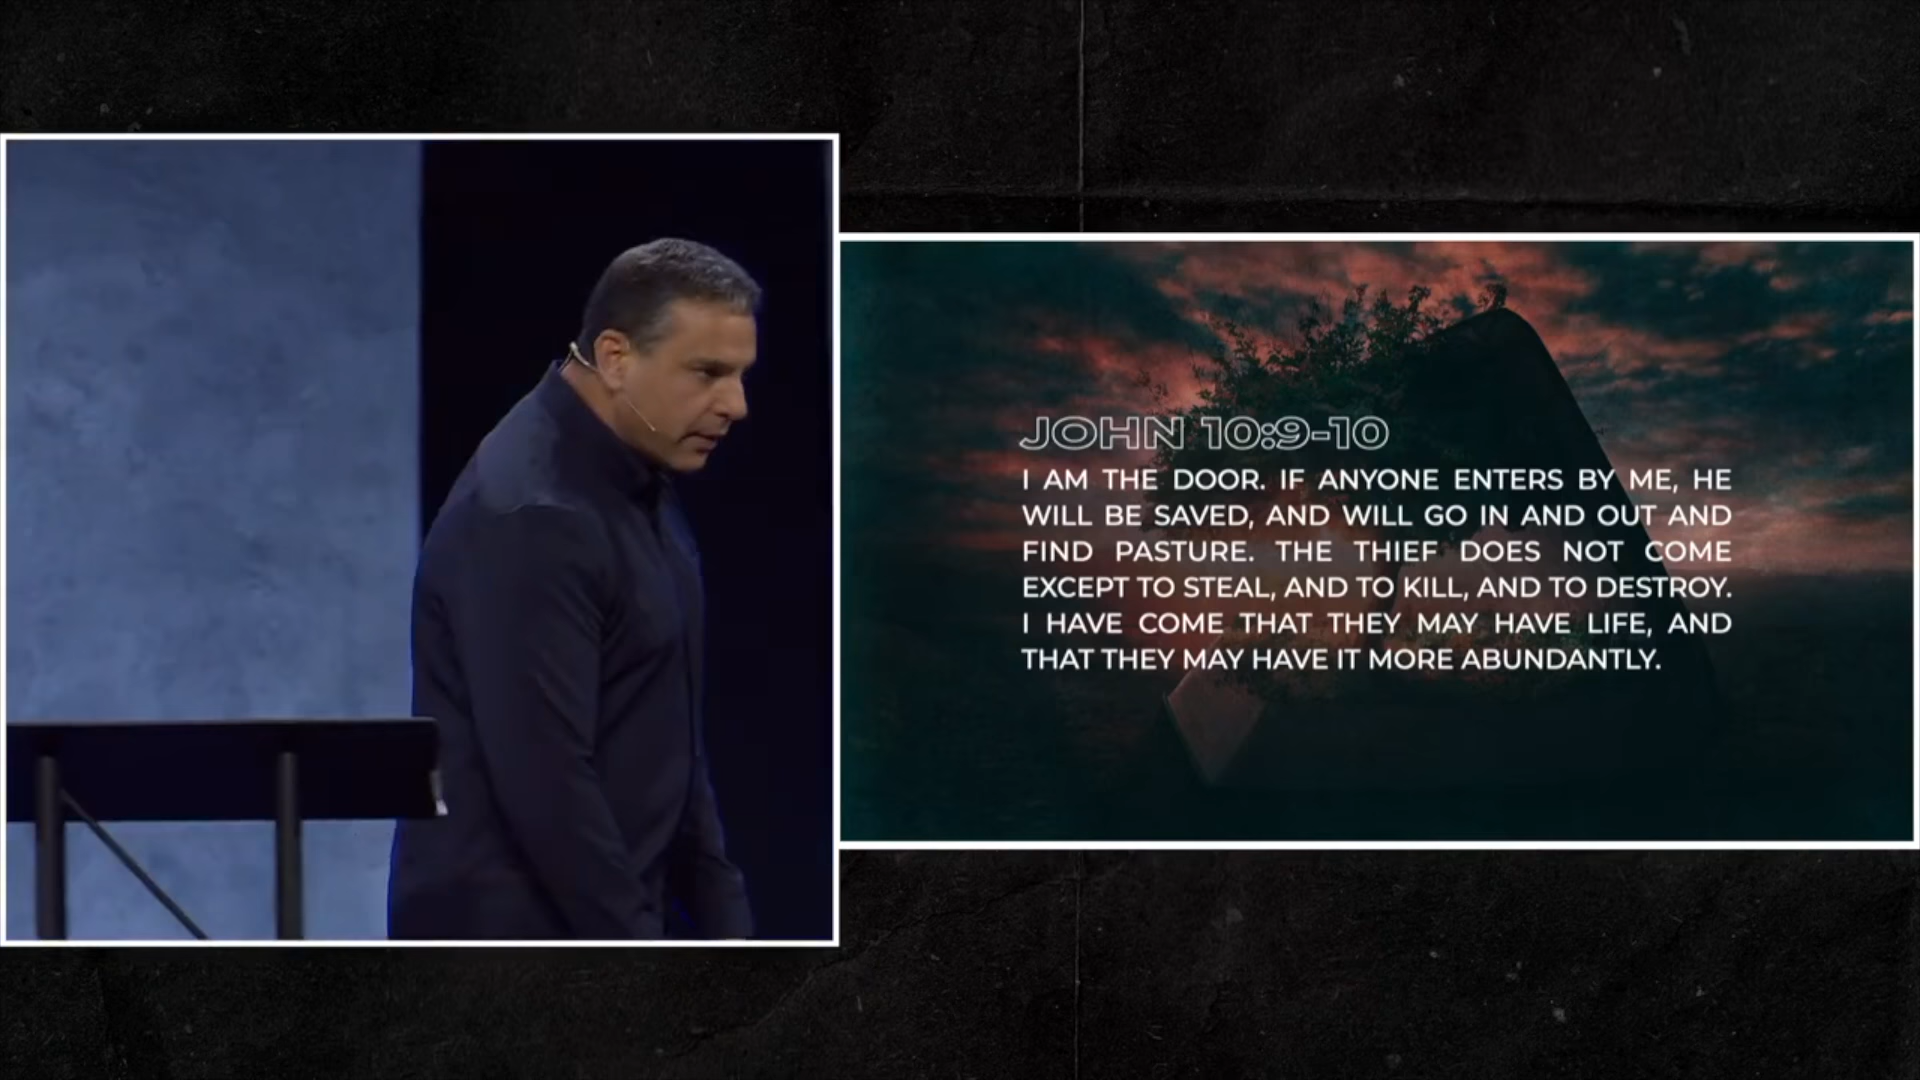 JOHN 10:9-10
I AM THE DOOR. IF ANYONE ENTERS BY ME, HE
WILL BE SAVED, AND WILL GO IN AND OUT AND
FIND PASTURE. THE THIEF DOES NOT COME
EXCEPT TO STEAL, AND TO KILL, AND TO DESTROY.
I HAVE COME THAT THEY MAY HAVE LIFE, AND
THAT THEY MAY HAVE IT MORE ABUNDANTLY.